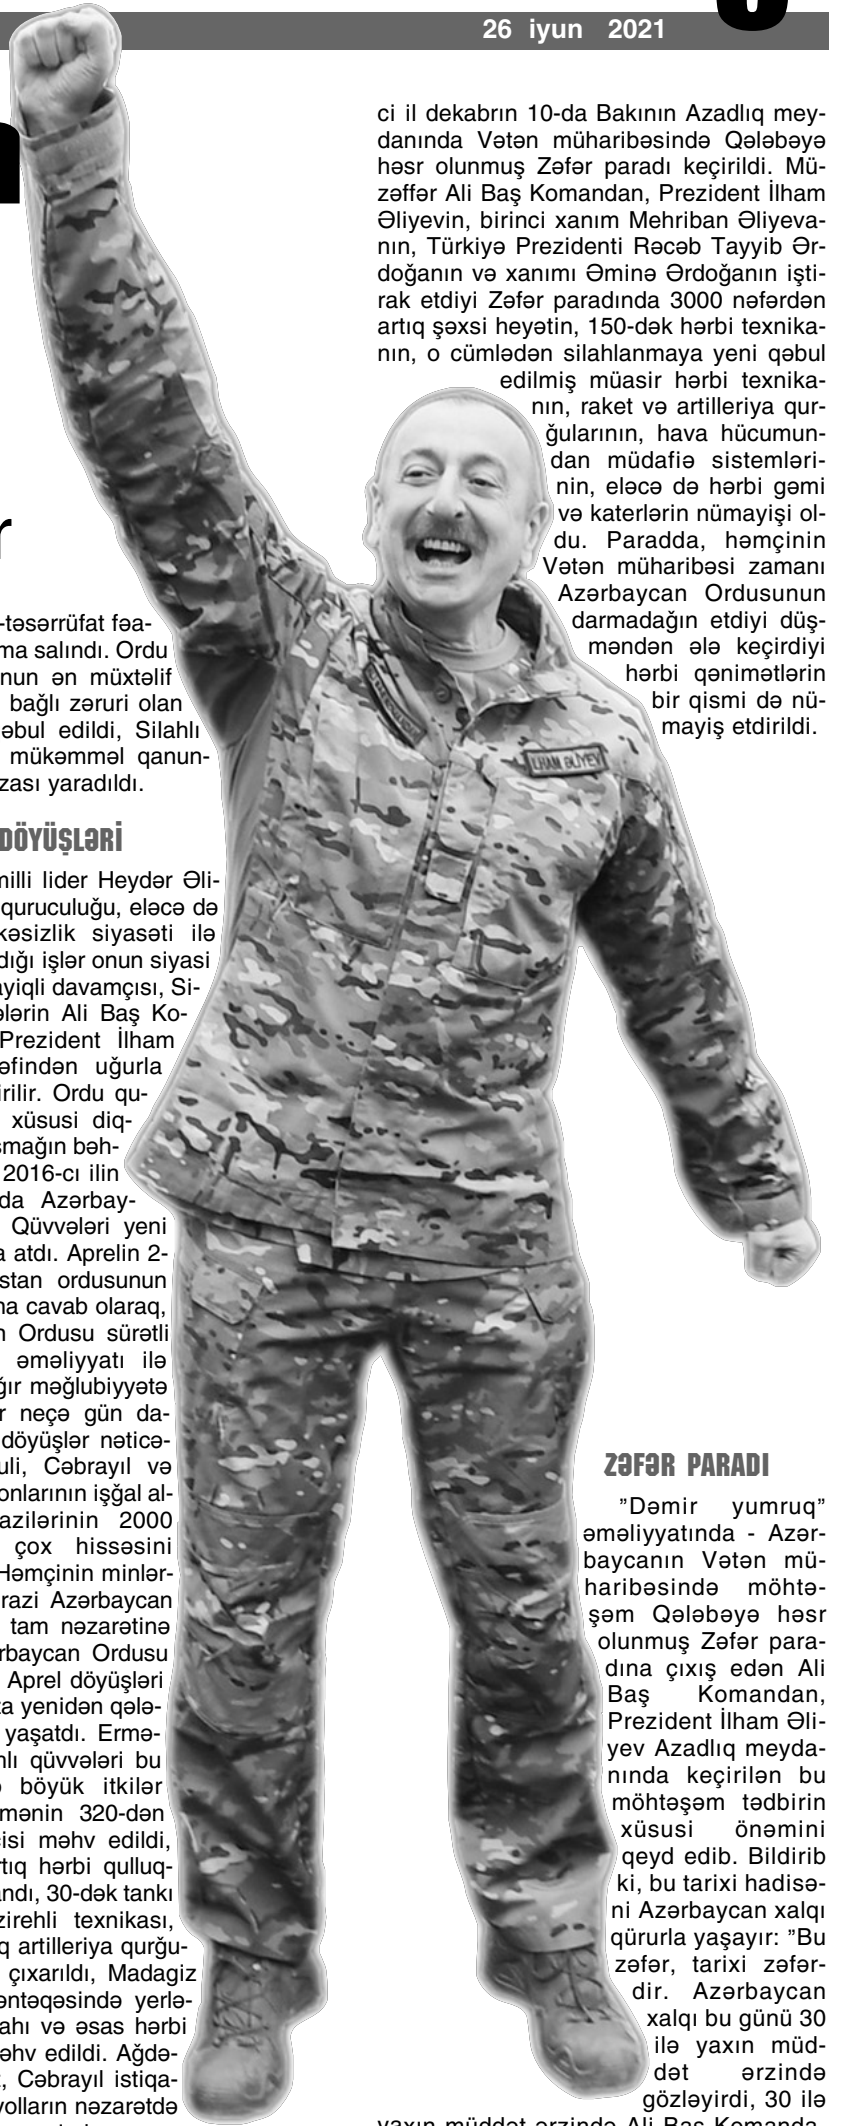 26 iyun 2021
-təsərrüfat fəa-
ma salındı. Ordu
nun ən müxtəlif
bağlı zəruri olan
əbul edildi, Silahlı
mükəmməl qanun-
zası yaradıldı.
DÖYÜŞLƏRİ
milli lider Heydər Əli-
quruculuğu, eləcə də
kəsizlik siyasəti ilə
dığı işlər onun siyasi
ayiqli davamçısı, Si-
ələrin Ali Baş Ko-
Prezident İlham
əfindən uğurla
irilir. Ordu qu-
xüsusi diq-
smağın bəh-
2016-cı ilin
da Azərbay-
Qüvvələri yeni
a atdı. Aprelin 2-
stan ordusunun
na cavab olaraq,
n Ordusu sürətli
əməliyyatı ilə
ğır məğlubiyyətə
r neçə gün da-
döyüşlər nəticə-
uli, Cəbrayıl və
onlarının işğal al-
azilərinin 2000
çox hissəsini
Həmçinin minlər-
razi Azərbaycan
tam nəzarətinə
rbaycan Ordusu
Aprel döyüşləri
ta yenidən qələ-
yaşatdı. Ermə-
hlı qüvvələri bu
ə böyük itkilər
mənin 320-dən
isi məhv edildi,
rtıq hərbi qulluq-
andı, 30-dək tankı
zirehli texnikası,
q artilleriya qurğu-
çıxarıldı, Madagiz
əntəqəsində yerlə-
ahı və əsas hərbi
əhv edildi. Ağdə-
, Cəbrayıl istiqa-
yolların nəzarətdə
ci il dekabrın 10-da Bakının Azadlıq mey-
danında Vətən müharibəsində Qələbəyə
həsr olunmuş Zəfər paradı keçirildi. Mü-
zəffər Ali Baş Komandan, Prezident İlham
Əliyevin, birinci xanım Mehriban Əliyeva-
nın, Türkiyə Prezidenti Rəcəb Tayyib Ər-
doğanın və xanımı Əminə Ərdoğanın işti-
rak etdiyi Zəfər paradında 3000 nəfərdən
artıq şəxsi heyətin, 150-dək hərbi texnika-
nın, o cümlədən silahlanmaya yeni qəbul
edilmiş müasir hərbi texnika-
nın, raket və artilleriya qur-
ğularının, hava hücumun-
dan müdafiə sistemləri-
nin, eləcə də hərbi gəmi
və katerlərin nümayişi ol-
du. Paradda, həmçinin
Vətən müharibəsi zamanı
Azərbaycan Ordusunun
darmadağın etdiyi düş-
məndən ələ keçirdiyi
hərbi qənimətlərin
bir qismi də nü-
mayiş etdirildi.
İLHAM ƏLİYEV
ZƏFƏR PARADI
”Dəmir yumruq”
əməliyyatında - Azər-
baycanın Vətən mü-
haribəsində möhtə-
şəm Qələbəyə həsr
olunmuş Zəfər para-
dına çıxış edən Ali
Baş Komandan,
Prezident İlham Əli-
yev Azadlıq meyda-
nında keçirilən bu
möhtəşəm tədbirin
xüsusi önəmini
qeyd edib. Bildirib
ki, bu tarixi hadisə-
ni Azərbaycan xalqı
qürurla yaşayır: ”Bu
zəfər, tarixi zəfər-
dir. Azərbaycan
xalqı bu günü 30
ilə yaxın müd-
dət ərzində
gözləyirdi, 30 ilə
yaxın müddət ərzində Ali Baş Komanda-